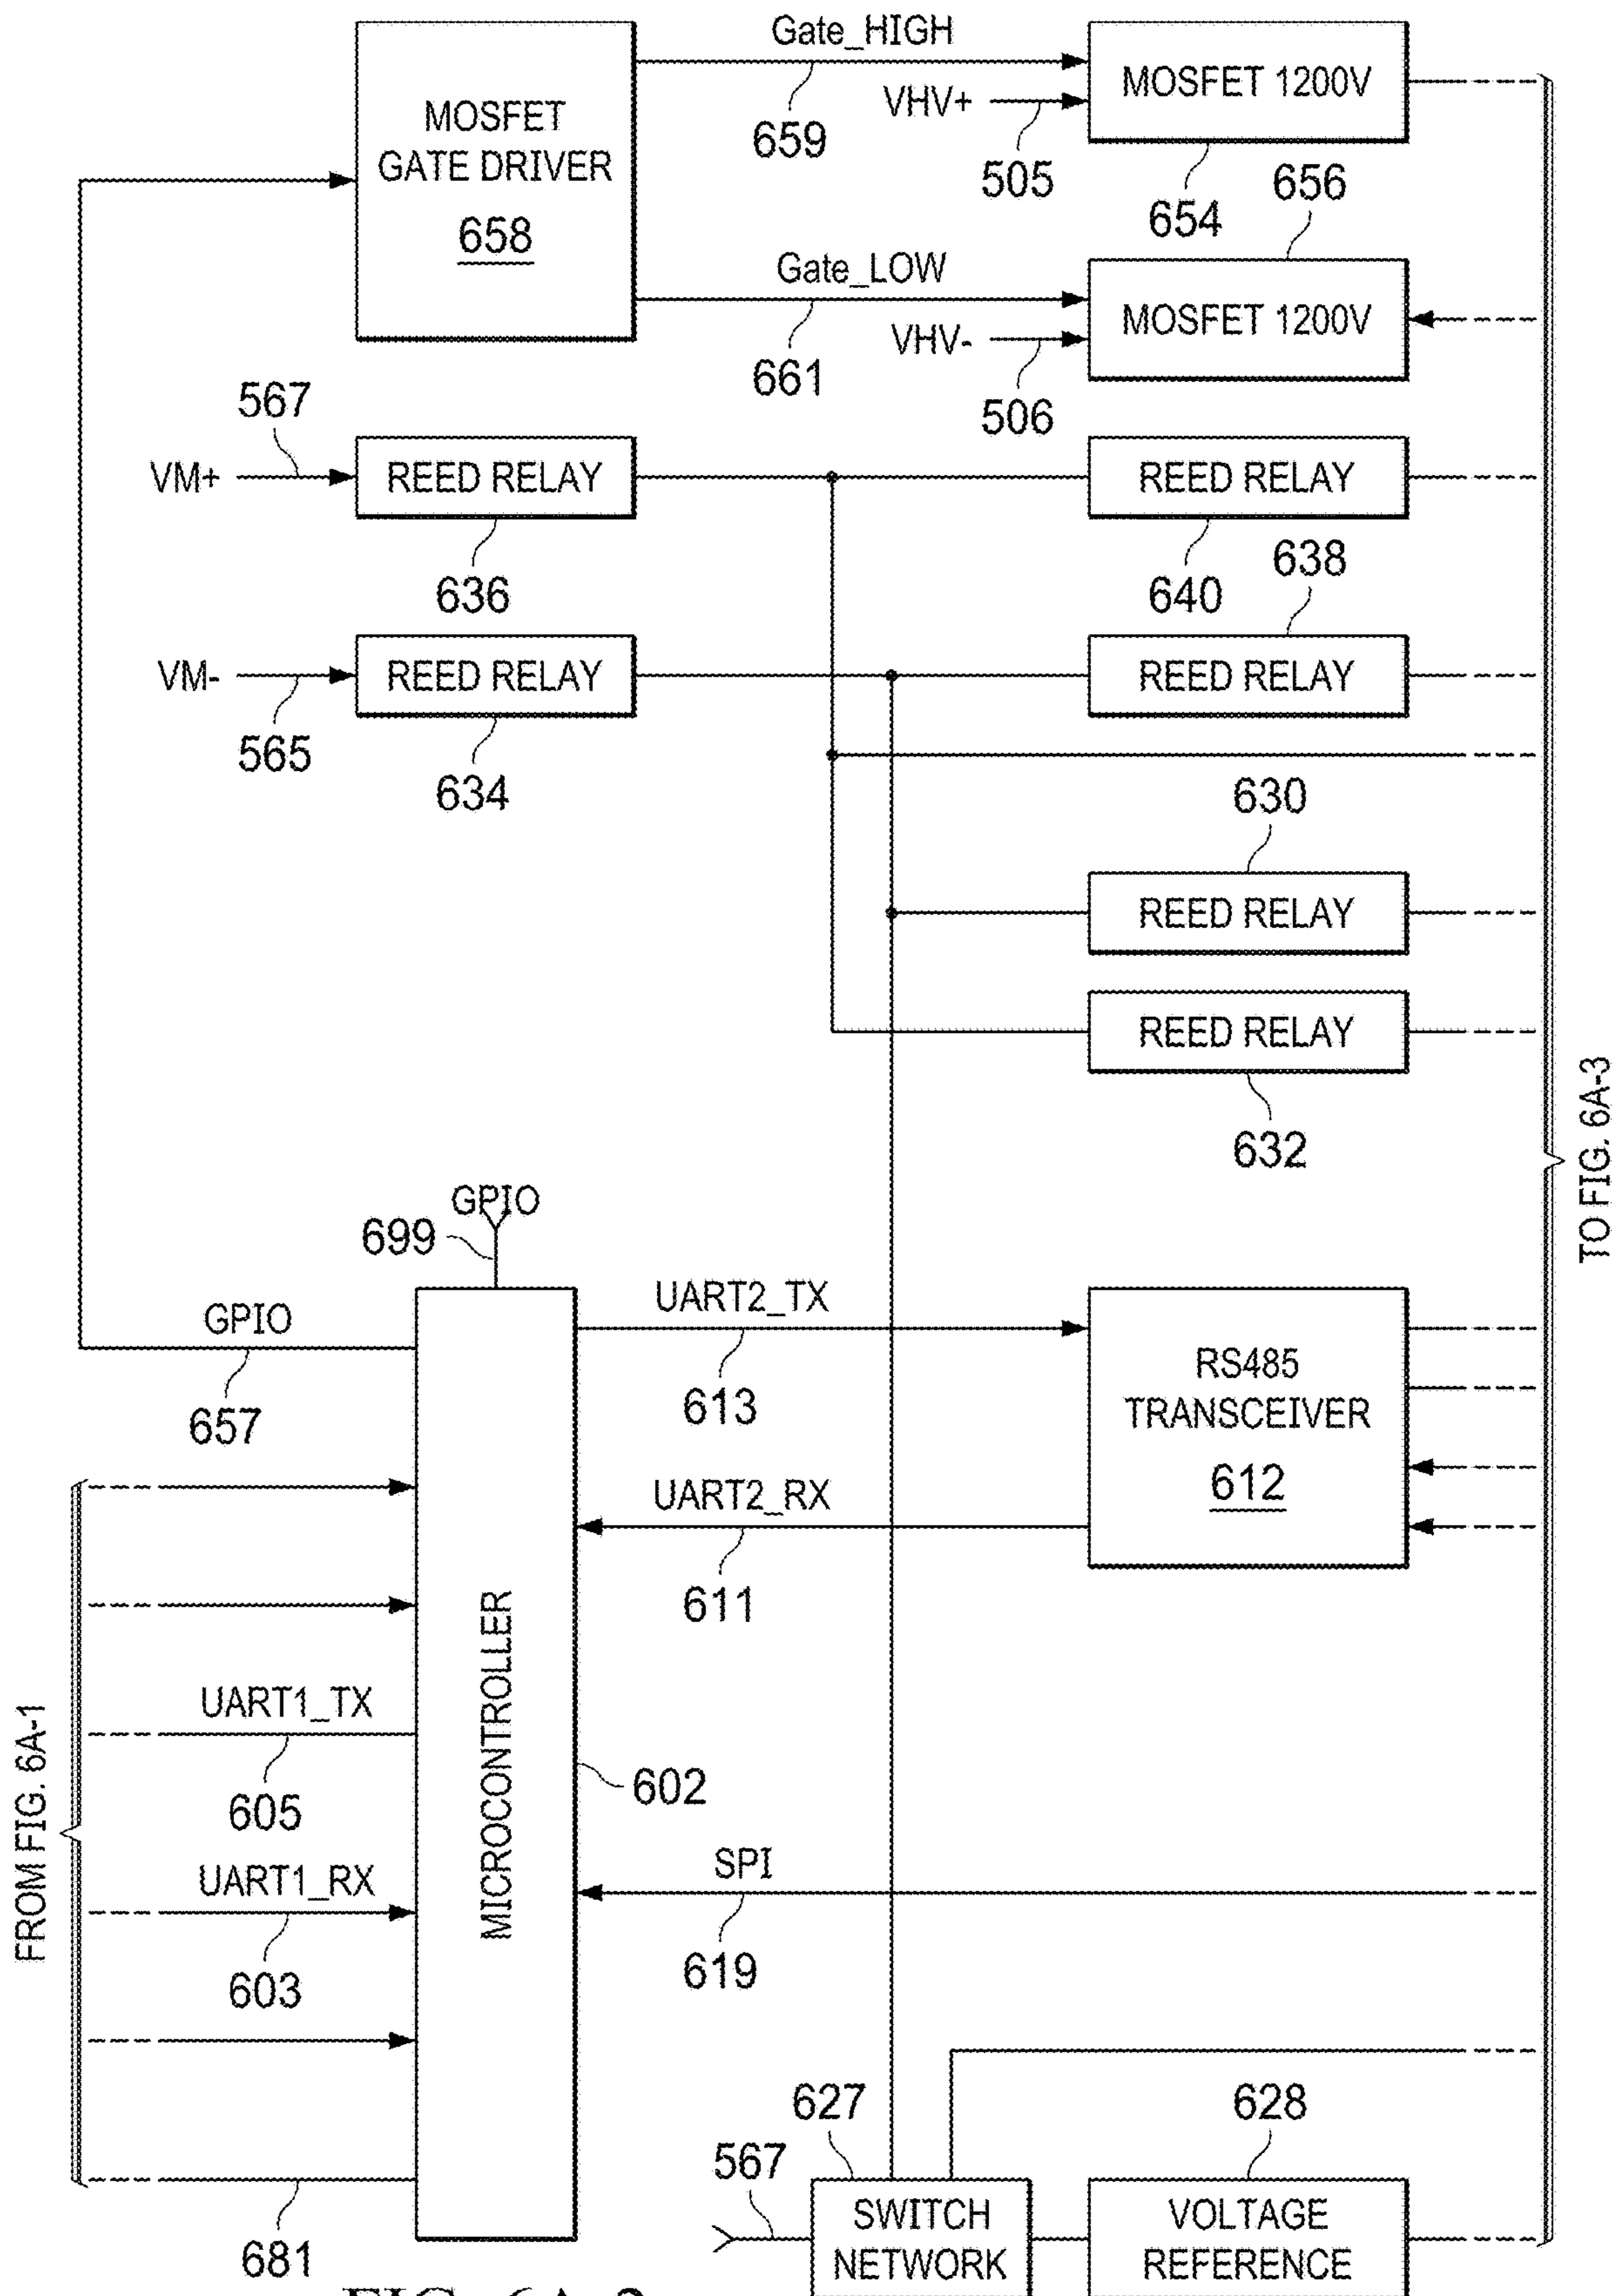 Gate_HIGH
MOSFET
GATE DRIVER
658
659
VHV+
505
MOSFET 1200V
654
656
Gate_LOW
661
VHV-
506
MOSFET 1200V
567
VM+
REED RELAY
636
REED RELAY
640
638
VM-
565
REED RELAY
634
REED RELAY
630
REED RELAY
REED RELAY
632
TO FIG. 6A-3
GPIO
699
GPIO
657
UART2_TX
613
RS485
TRANSCEIVER
612
UART2_RX
611
MICROCONTROLLER
602
FROM FIG. 6A-1
UART1_TX
605
UART1_RX
603
SPI
619
681
627
567
SWITCH
NETWORK
628
VOLTAGE
REFERENCE